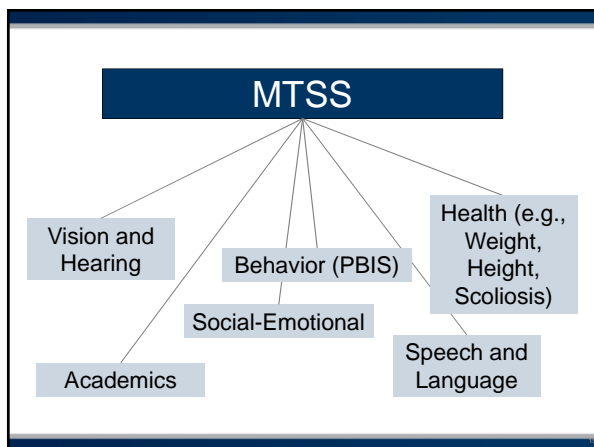 MTSS
Vision and
Hearing
Behavior (PBIS)
Health (e.g.,
Weight,
Height,
Scoliosis)
Social-Emotional
Academics
Speech and
Language